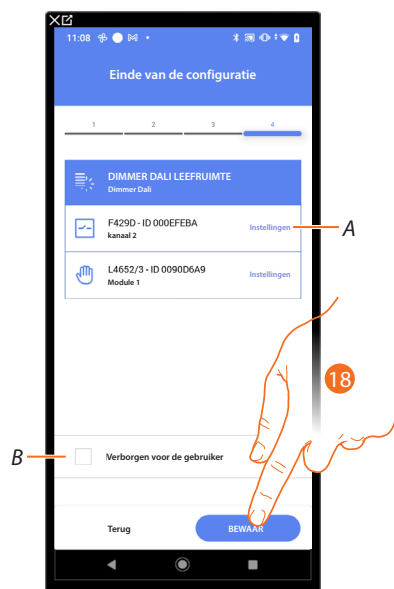 11:08
Einde van de configuratie
1 2 3 4
DIMMER DALI LEEFRUIMTE
Dimmer Dali
F429D - ID 000EFEBA
kanaal 2
Instellingen
A
L4652/3 - ID 0090D6A9
Module 1
Instellingen
18
B
Verborgen voor de gebruiker
Terug
BEWAAR